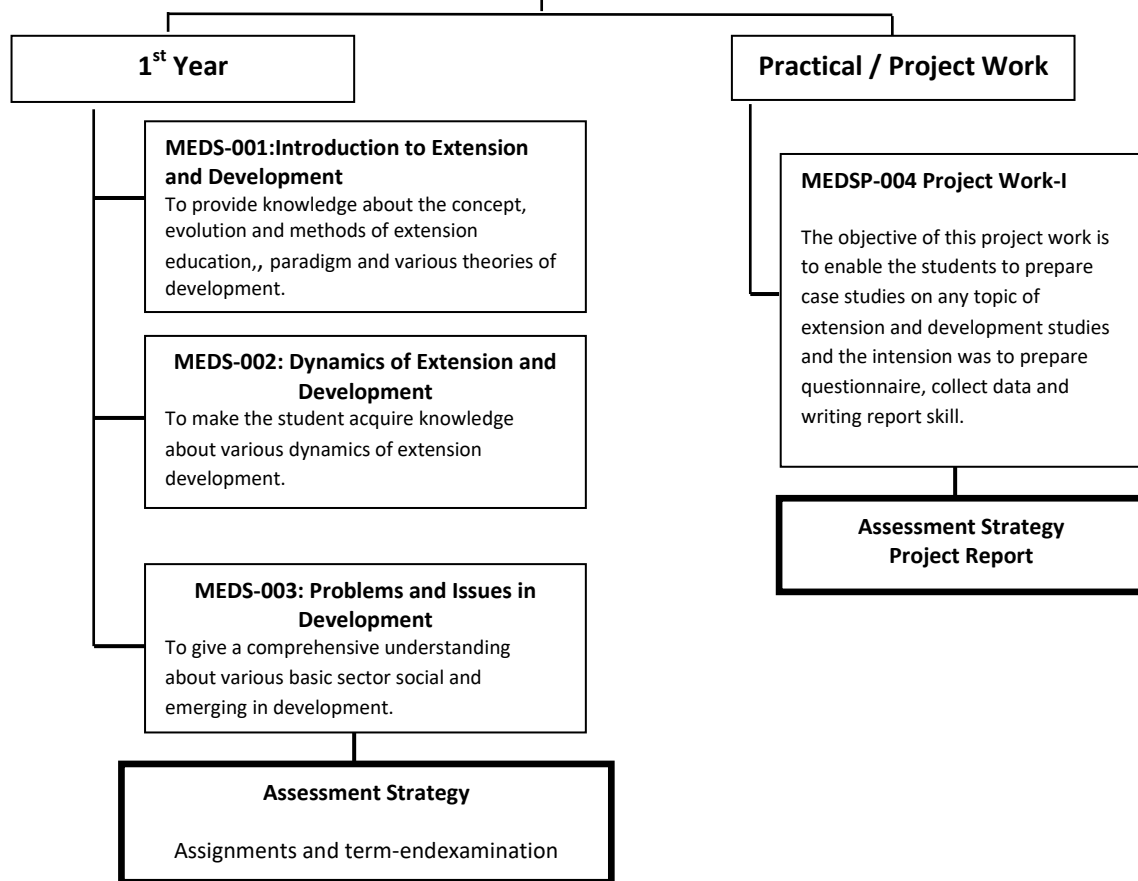 1st Year
MEDS-001:Introduction to Extension
and Development
To provide knowledge about the concept,
evolution and methods of extension
education,, paradigm and various theories of
development.
MEDS-002: Dynamics of Extension and
Development
To make the student acquire knowledge
about various dynamics of extension
development.
MEDS-003: Problems and Issues in
Development
To give a comprehensive understanding
about various basic sector social and
emerging in development.
Assessment Strategy
Assignments and term-endexamination
Practical / Project Work
MEDSP-004 Project Work-I
The objective of this project work is
to enable the students to prepare
case studies on any topic of
extension and development studies
and the intension was to prepare
questionnaire, collect data and
writing report skill.
Assessment Strategy
Project Report